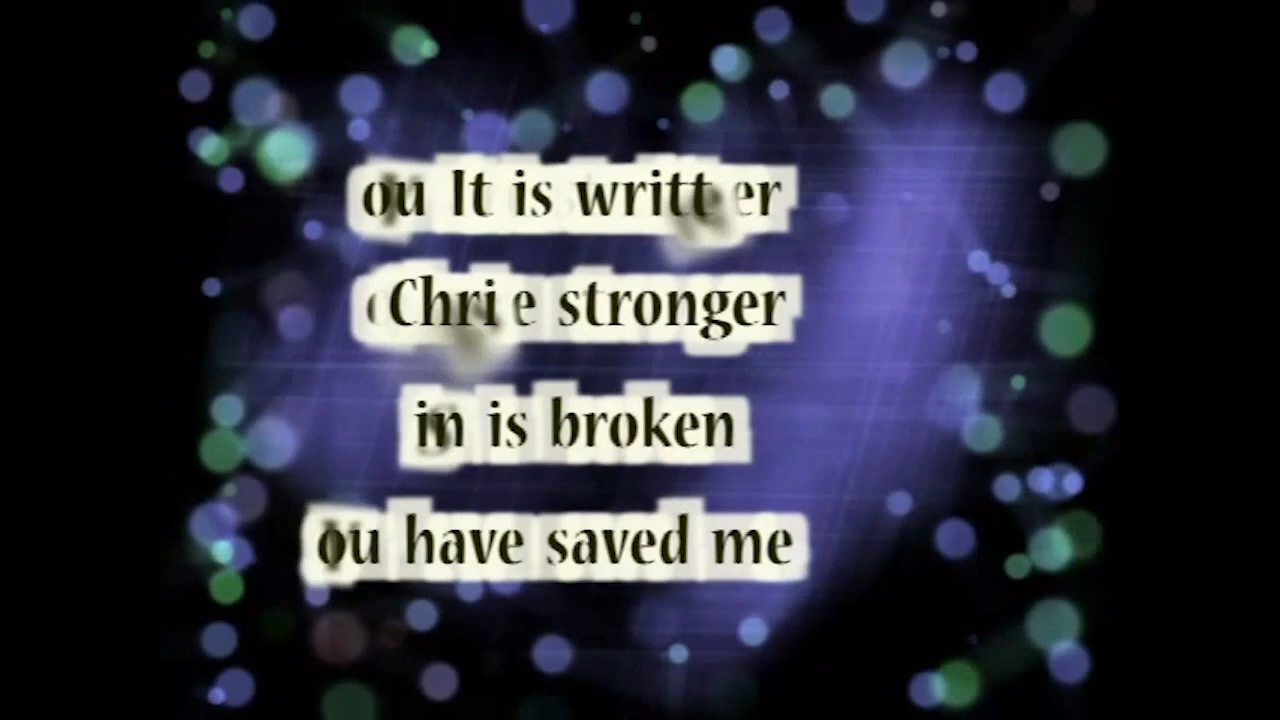 ou It is writt er
Chri e stronger
in is broken
ou have saved me